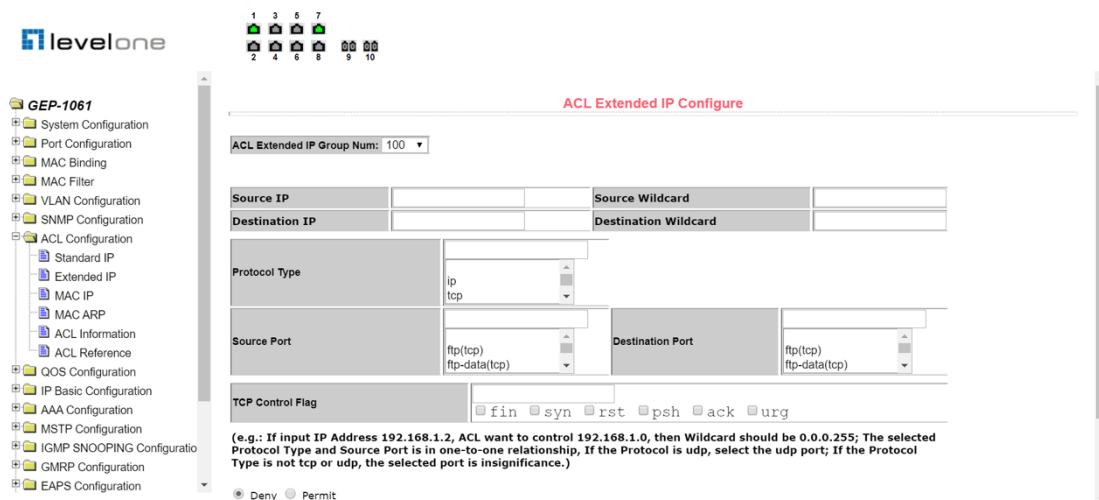 1 3 5 7
levelone
2 4 6 8 9 10
GEP-1061
System Configuration
Port Configuration
MAC Binding
MAC Filter
VLAN Configuration
SNMP Configuration
ACL Configuration
Standard IP
Extended IP
MAC IP
MAC ARP
ACL Information
ACL Reference
QOS Configuration
IP Basic Configuration
AAA Configuration
MSTP Configuration
IGMP SNOOPING Configuratio
GMRP Configuration
EAPS Configuration
ACL Extended IP Configure
ACL Extended IP Group Num: 100
Source IP Source Wildcard
Destination IP Destination Wildcard
Protocol Type
ip
tcp
Source Port
ftp(tcp)
ftp-data(tcp)
Destination Port
ftp(tcp)
ftp-data(tcp)
TCP Control Flag
fin syn rst psh ack urg
(e.g.: If input IP Address 192.168.1.2, ACL want to control 192.168.1.0, then Wildcard should be 0.0.0.255; The selected
Protocol Type and Source Port is in one-to-one relationship, If the Protocol is udp, select the udp port; If the Protocol
Type is not tcp or udp, the selected port is insignificance.)
Deny Permit